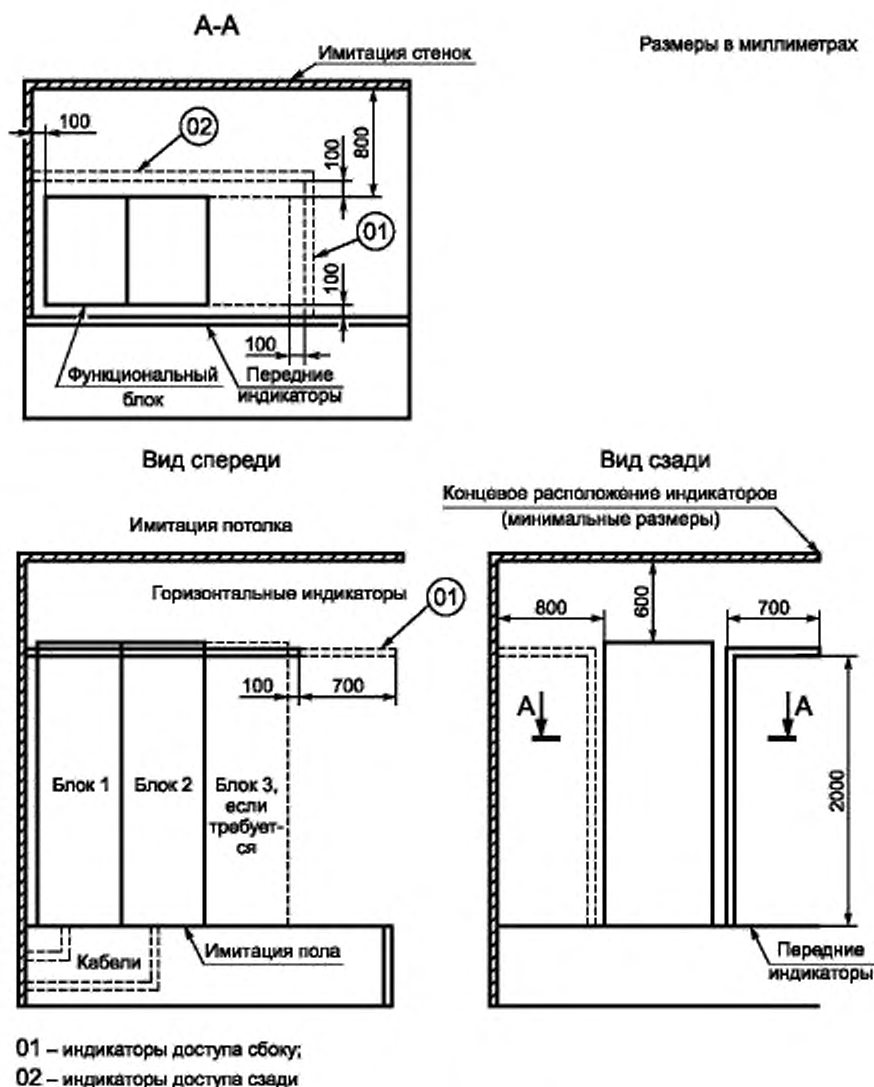 А-А
Имитация стенок
Размеры в миллиметрах
100
02
100
800
01
100
100
Функциональный
блок
Передние
индикаторы
Вид спереди
Имитация потолка
Горизонтальные индикаторы
01
100
700
Блок 1
Блок 2
Блок 3,
если
требует-
ся
Кабели
Имитация пола
Вид сзади
Концевое расположение индикаторов
(минимальные размеры)
800
600
700
А
А
2000
Передние
индикаторы
01 – индикаторы доступа сбоку;
02 – индикаторы доступа сзади